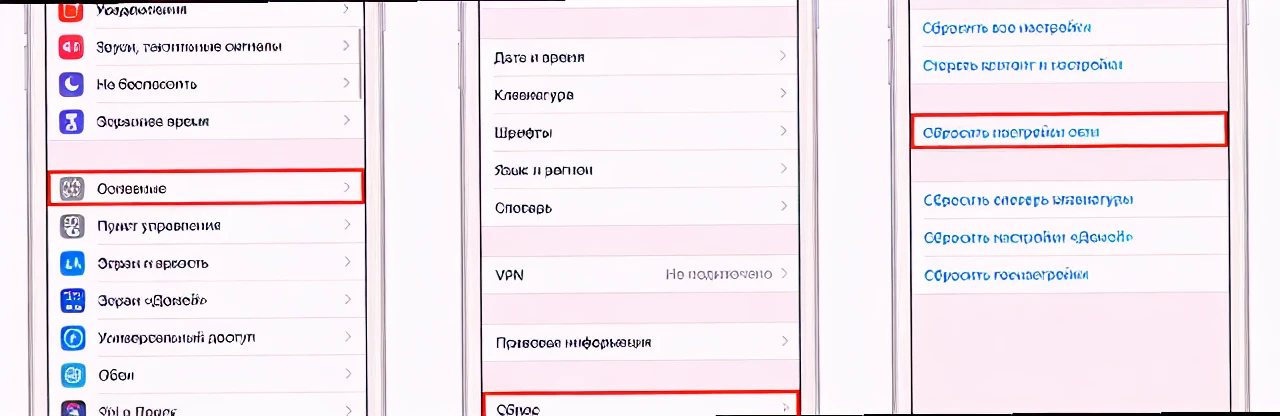 Уведомления
Звуки, тактильные сигналы
Не беспокоить
Экранное время
Основные
Пункт управления
Экран и яркость
Экран «Домой»
Универсальный доступ
Обои
Siri и Поиск
Дата и время
Клавиатура
Шрифты
Язык и регион
Словарь
VPN
Не подключено
Правовая информация
Сброс
Сбросить все настройки
Стереть контент и настройки
Сбросить настройки сети
Сбросить словарь клавиатуры
Сбросить настройки «Домой»
Сбросить геонастройки